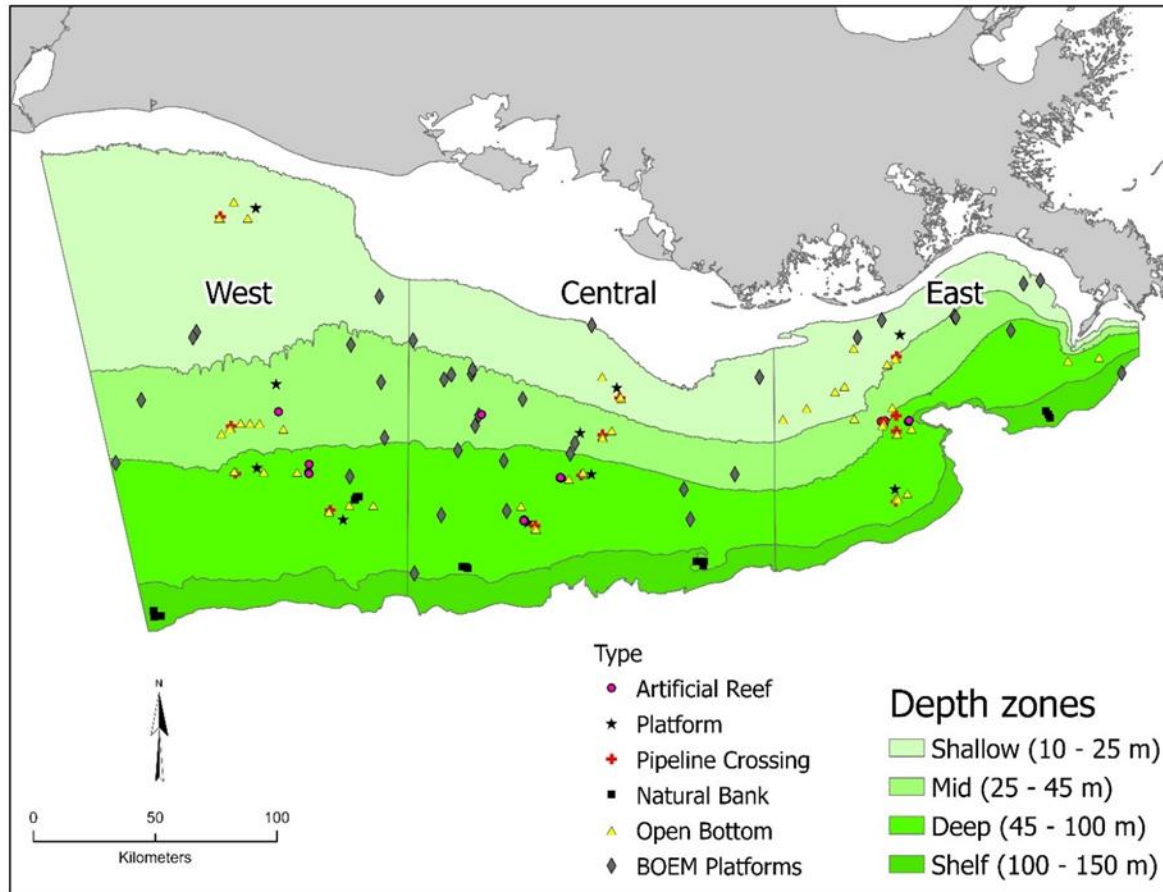 West
Central
East
Type
Artificial Reef
Platform
Pipeline Crossing
Natural Bank
Open Bottom
BOEM Platforms
Depth zones
Shallow (10 - 25 m)
Mid (25 - 45 m)
Deep (45 - 100 m)
Shelf (100 - 150 m)
N
0 50 100
Kilometers